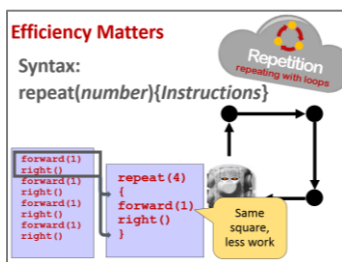 Efficiency Matters
Repetition
repeating with loops
Syntax:
repeat(number){Instructions}
forward(1)
right()
forward(1)
right()
forward(1)
right()
forward(1)
right()
repeat(4)
{
forward(1)
right()
}
Same
square,
less work